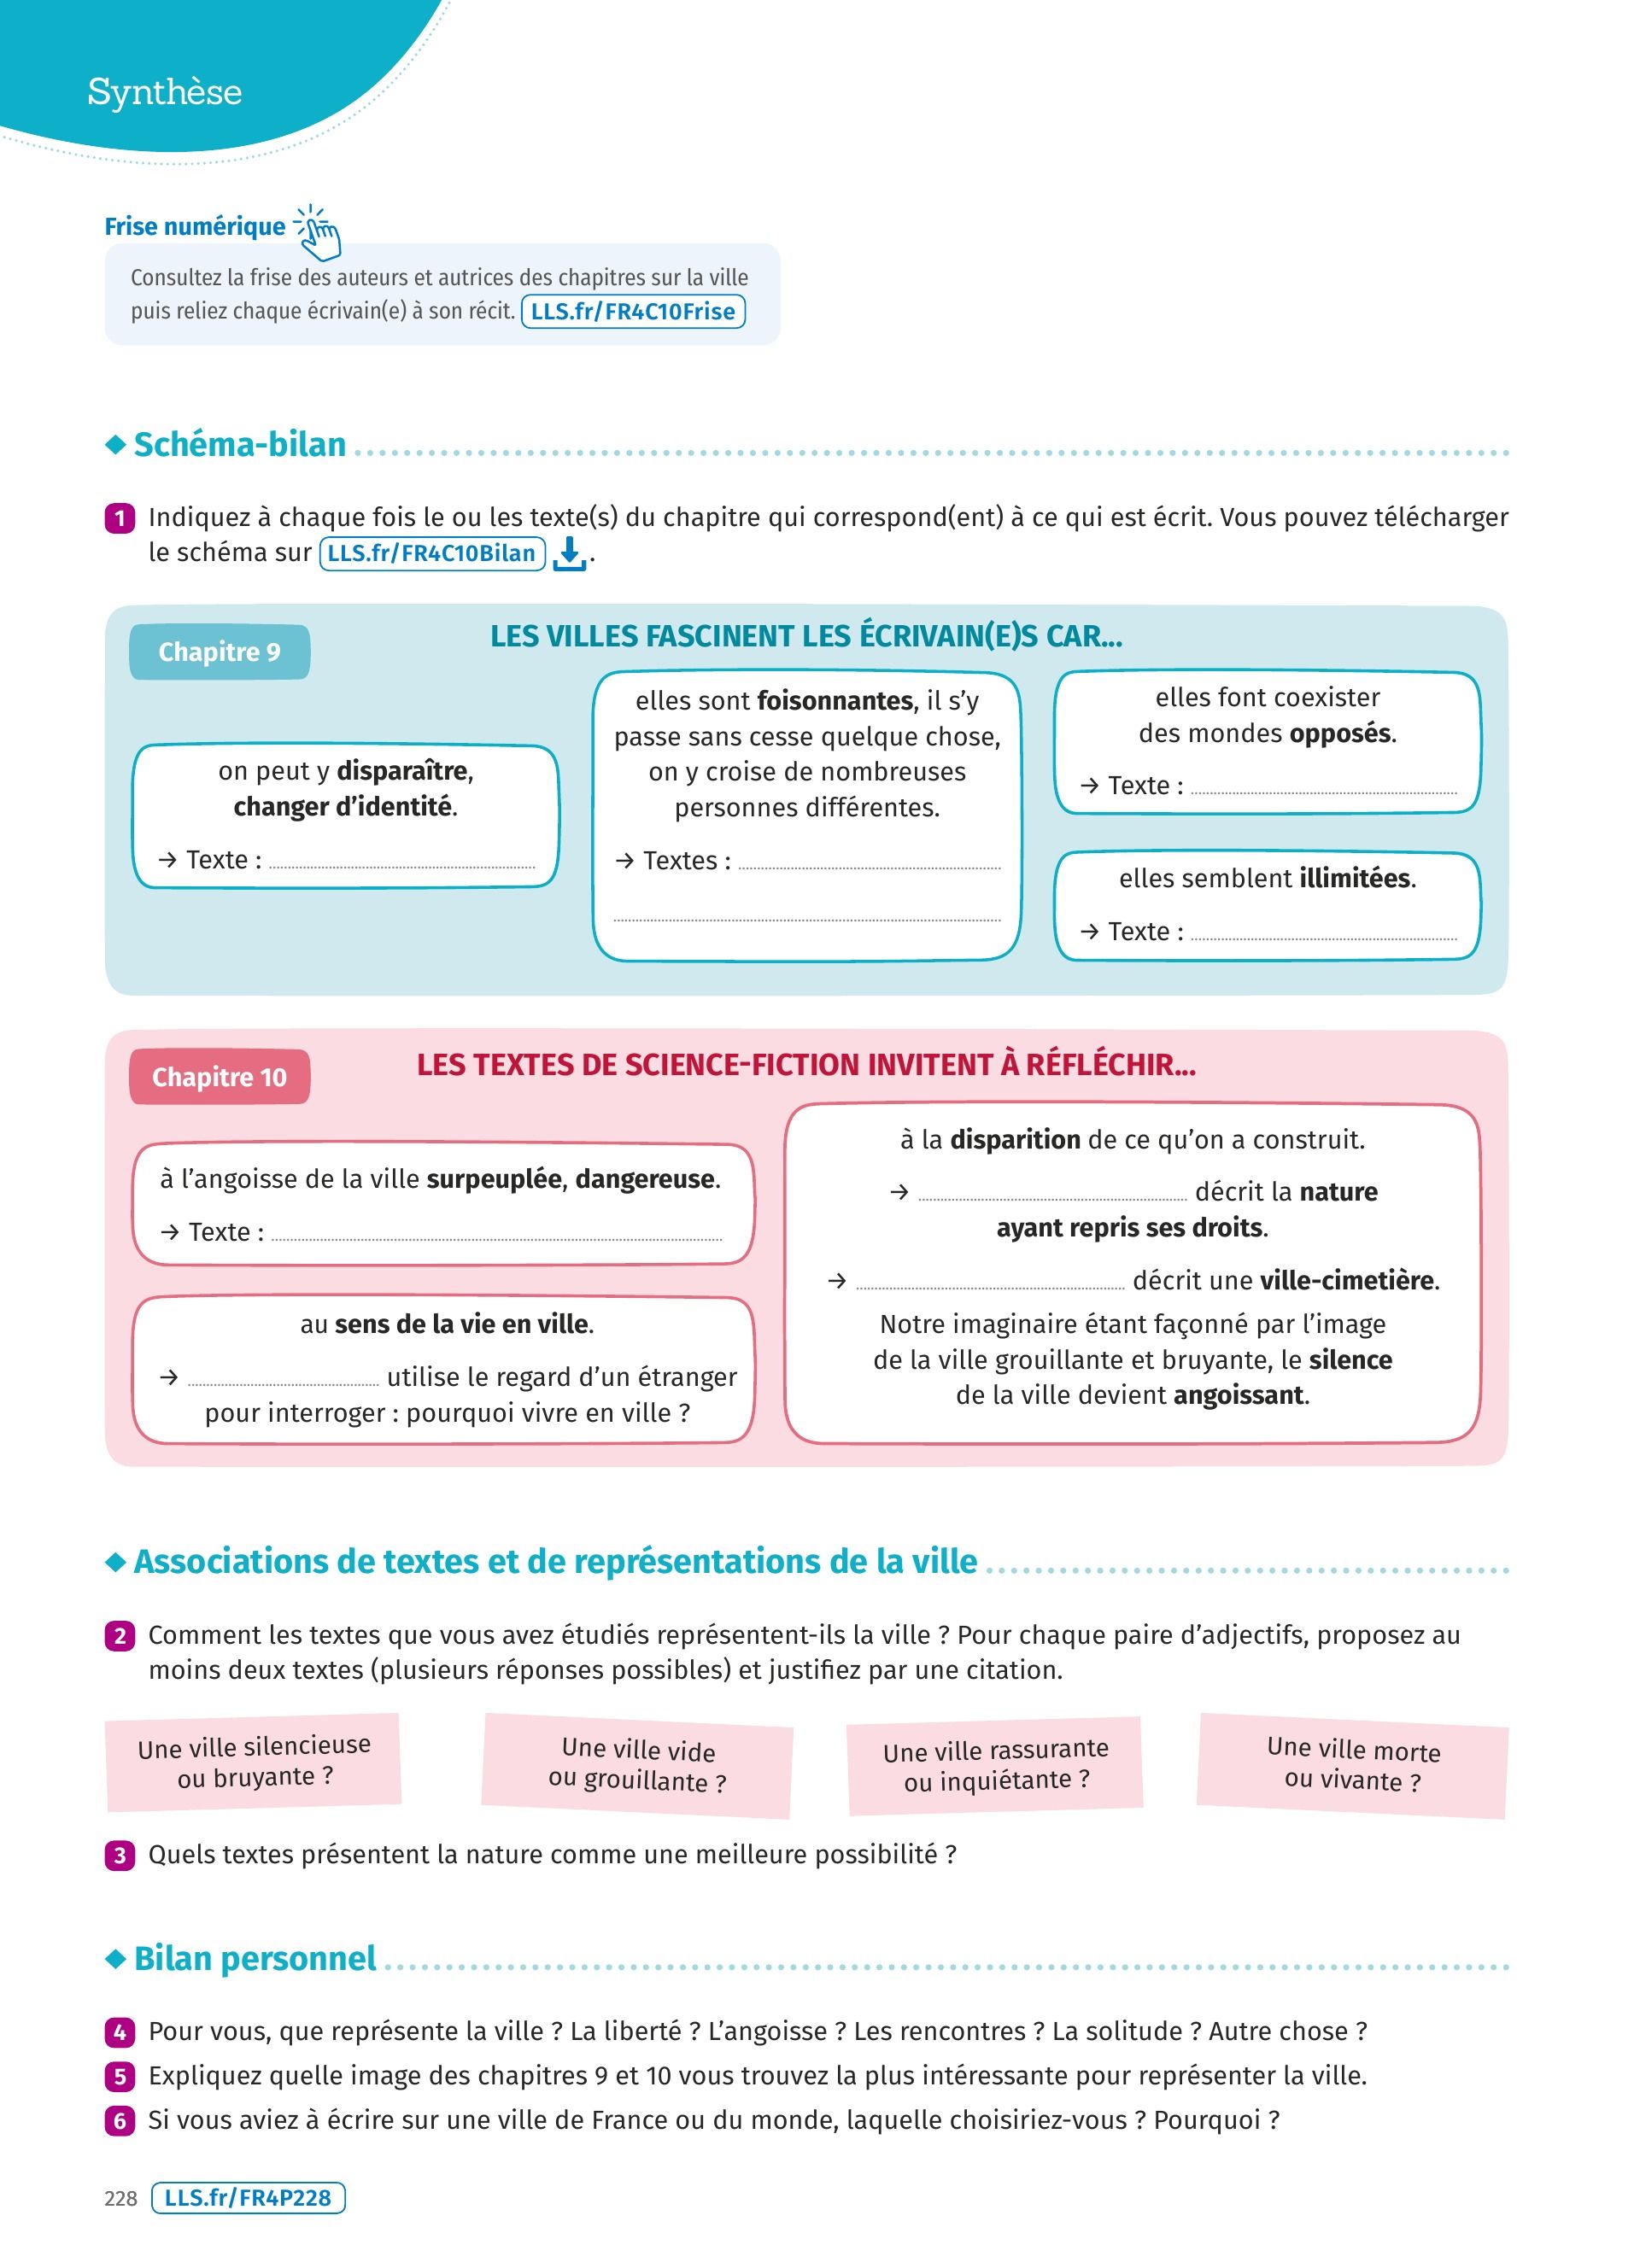 Synthèse
Frise numérique
Consultez la frise des auteurs et autrices des chapitres sur la ville
puis reliez chaque écrivain(e) à son récit. LLS.fr/FR4C10Frise
Schéma-bilan
1 Indiquez à chaque fois le ou les texte(s) du chapitre qui correspond(ent) à ce qui est écrit. Vous pouvez télécharger
le schéma sur LLS.fr/FR4C10Bilan .
Chapitre 9
LES VILLES FASCINENT LES ÉCRIVAIN(E)S CAR...
on peut y disparaître,
changer d'identité.
→ Texte :
elles sont foisonnantes, il s'y
passe sans cesse quelque chose,
on y croise de nombreuses
personnes différentes.
→ Textes :
elles font coexister
des mondes opposés.
→ Texte :
elles semblent illimitées.
→ Texte :
Chapitre 10
LES TEXTES DE SCIENCE-FICTION INVITENT À RÉFLÉCHIR...
à l'angoisse de la ville surpeuplée, dangereuse.
→ Texte :
au sens de la vie en ville.
→ utilise le regard d'un étranger
pour interroger : pourquoi vivre en ville ?
à la disparition de ce qu'on a construit.
→ décrit la nature
ayant repris ses droits.
→ décrit une ville-cimetière.
Notre imaginaire étant façonné par l'image
de la ville grouillante et bruyante, le silence
de la ville devient angoissant.
Associations de textes et de représentations de la ville
2 Comment les textes que vous avez étudiés représentent-ils la ville ? Pour chaque paire d'adjectifs, proposez au
moins deux textes (plusieurs réponses possibles) et justifiez par une citation.
Une ville silencieuse
ou bruyante ?
Une ville vide
ou grouillante ?
Une ville rassurante
ou inquiétante ?
Une ville morte
ou vivante ?
3 Quels textes présentent la nature comme une meilleure possibilité ?
Bilan personnel
4 Pour vous, que représente la ville ? La liberté ? L'angoisse ? Les rencontres ? La solitude ? Autre chose ?
5 Expliquez quelle image des chapitres 9 et 10 vous trouvez la plus intéressante pour représenter la ville.
6 Si vous aviez à écrire sur une ville de France ou du monde, laquelle choisiriez-vous ? Pourquoi ?
228 LLS.fr/FR4P228